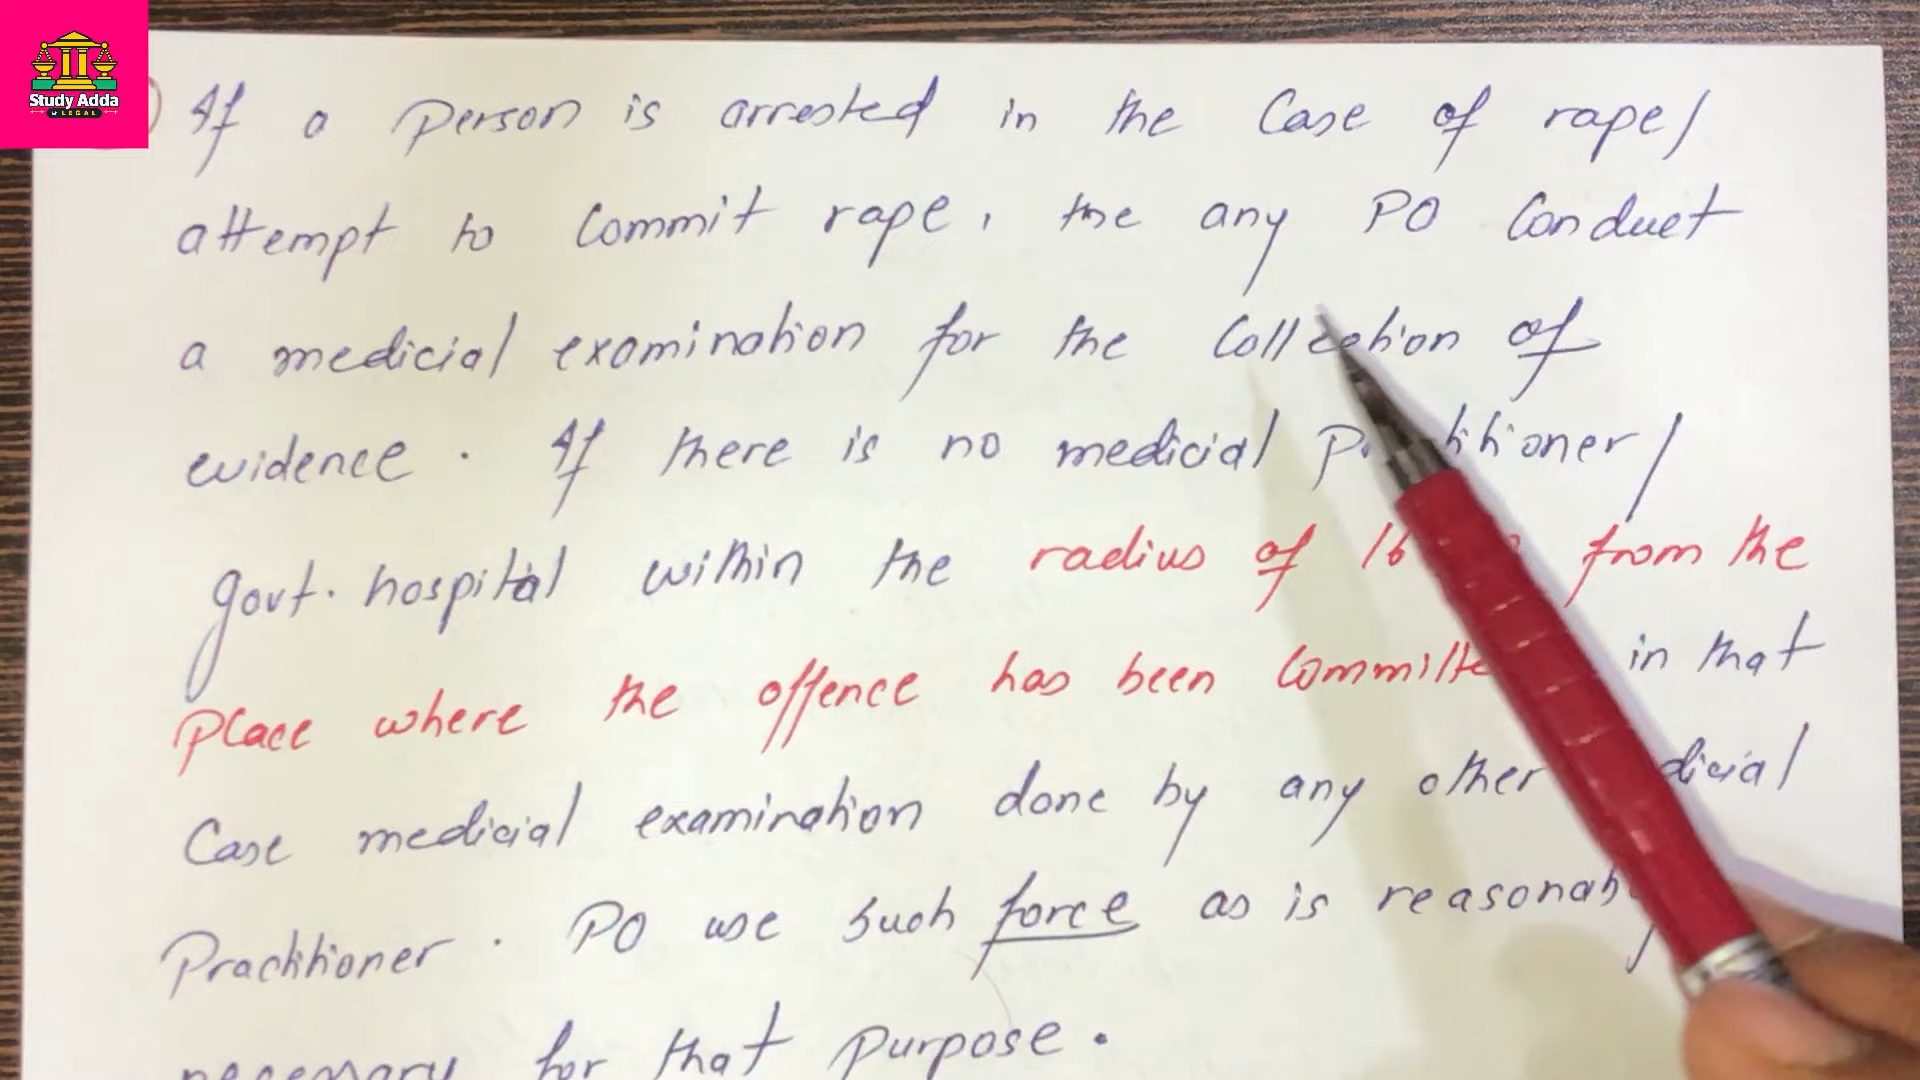 Study Adda
LEGAL
If a person is arrested in the Case of rape/
attempt to Commit rape, the any PO Conduct
a medicial examination for the Collection of
evidence. If there is no medicial
govt. hospital within the radius of 16 from the
place where the offence has been in that
Case medicial examination done by any other
Practitioner. PO use such force as is
necessary for that purpose.